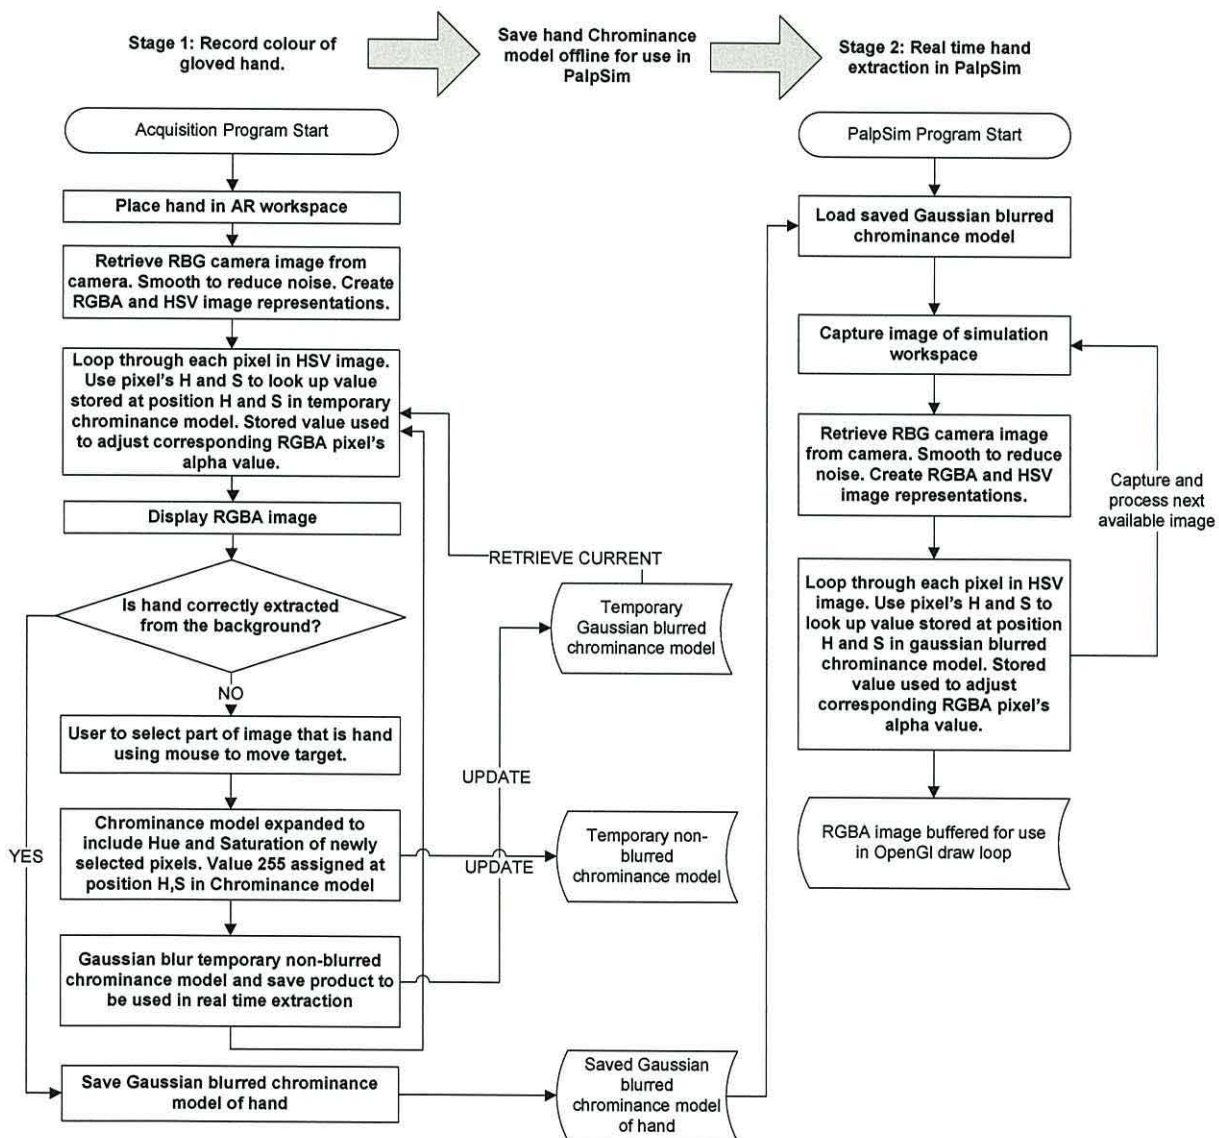 Stage 1: Record colour of
gloved hand.
Save hand Chrominance
model offline for use in
PalpSim
Stage 2: Real time hand
extraction in PalpSim
Acquisition Program Start
Place hand in AR workspace
Retrieve RBG camera image from
camera. Smooth to reduce noise. Create
RGBA and HSV image representations.
Loop through each pixel in HSV image.
Use pixel's H and S to look up value
stored at position H and S in temporary
chrominance model. Stored value used
to adjust corresponding RGBA pixel's
alpha value.
Display RGBA image
Is hand correctly extracted
from the background?
NO
YES
User to select part of image that is hand
using mouse to move target.
Chrominance model expanded to
include Hue and Saturation of newly
selected pixels. Value 255 assigned at
position H,S in Chrominance model
Gaussian blur temporary non-blurred
chrominance model and save product to
be used in real time extraction
Save Gaussian blurred chrominance
model of hand
RETRIEVE CURRENT
Temporary
Gaussian blurred
chrominance model
UPDATE
UPDATE
Temporary non-
blurred
chrominance model
Saved Gaussian
blurred
chrominance model
of hand
PalpSim Program Start
Load saved Gaussian blurred
chrominance model
Capture image of simulation
workspace
Retrieve RBG camera image
from camera. Smooth to reduce
noise. Create RGBA and HSV
image representations.
Capture and
process next
available image
Loop through each pixel in HSV
image. Use pixel's H and S to
look up value stored at position
H and S in gaussian blurred
chrominance model. Stored
value used to adjust
corresponding RGBA pixel's
alpha value.
RGBA image buffered for use
in OpenGl draw loop